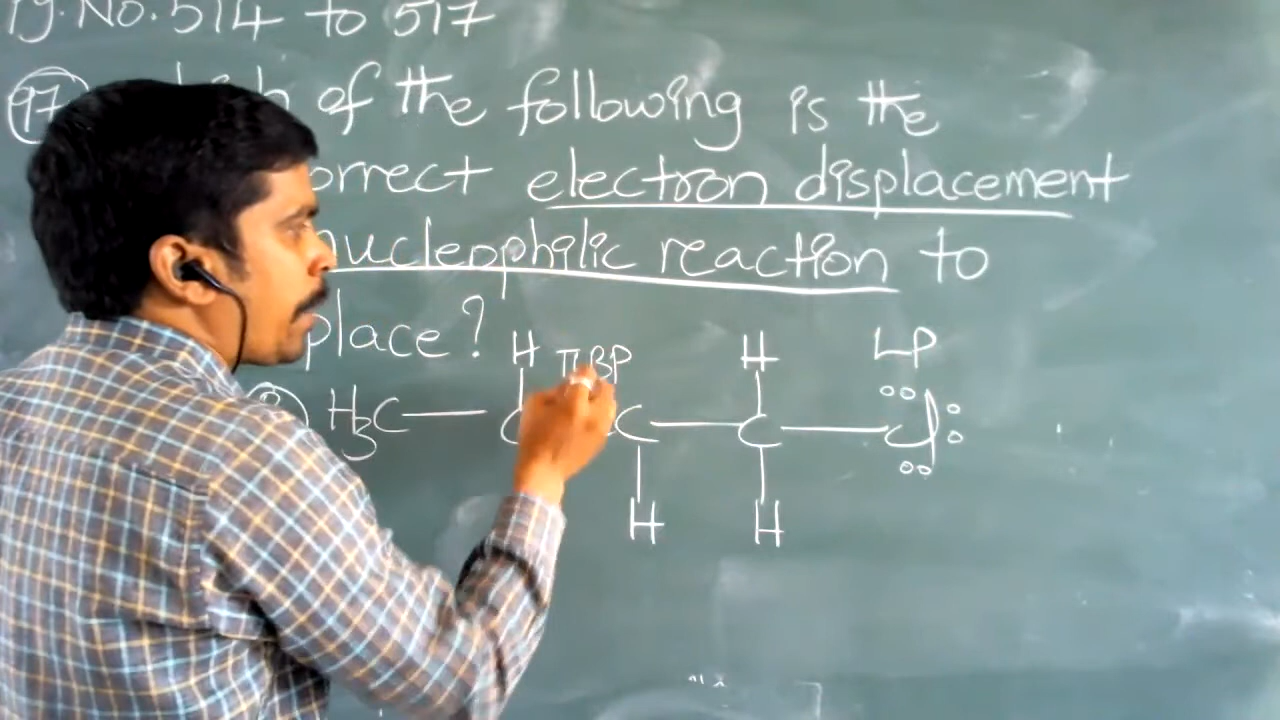 Pg.No.514 to 517
97 of the following is the
orrect electron displacement
nucleophilic reaction to
place?
H π BP H LP
H3C C C C Cl
H H